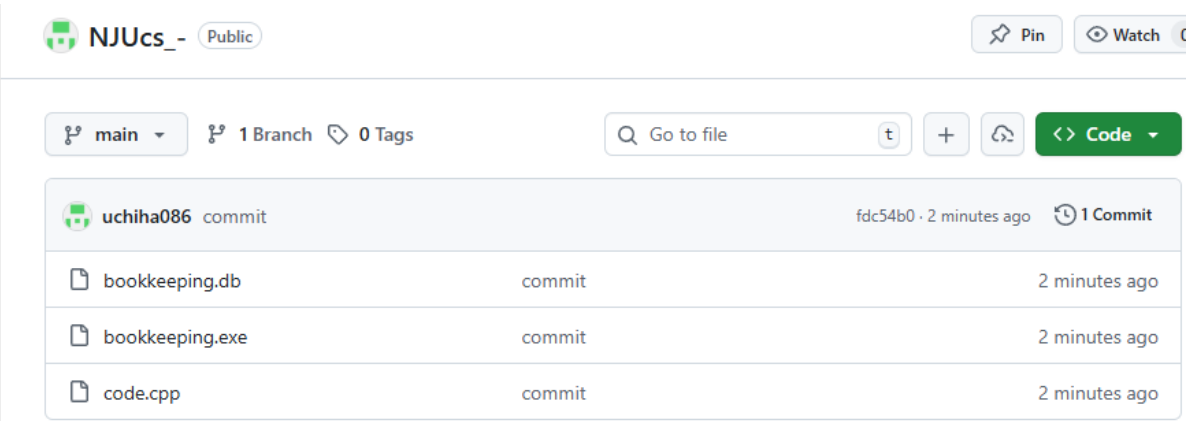 NJUcs_- Public Pin Watch
main 1 Branch 0 Tags Go to file t Code
uchiha086 commit fdc54b0 · 2 minutes ago 1 Commit
bookkeeping.db commit 2 minutes ago
bookkeeping.exe commit 2 minutes ago
code.cpp commit 2 minutes ago